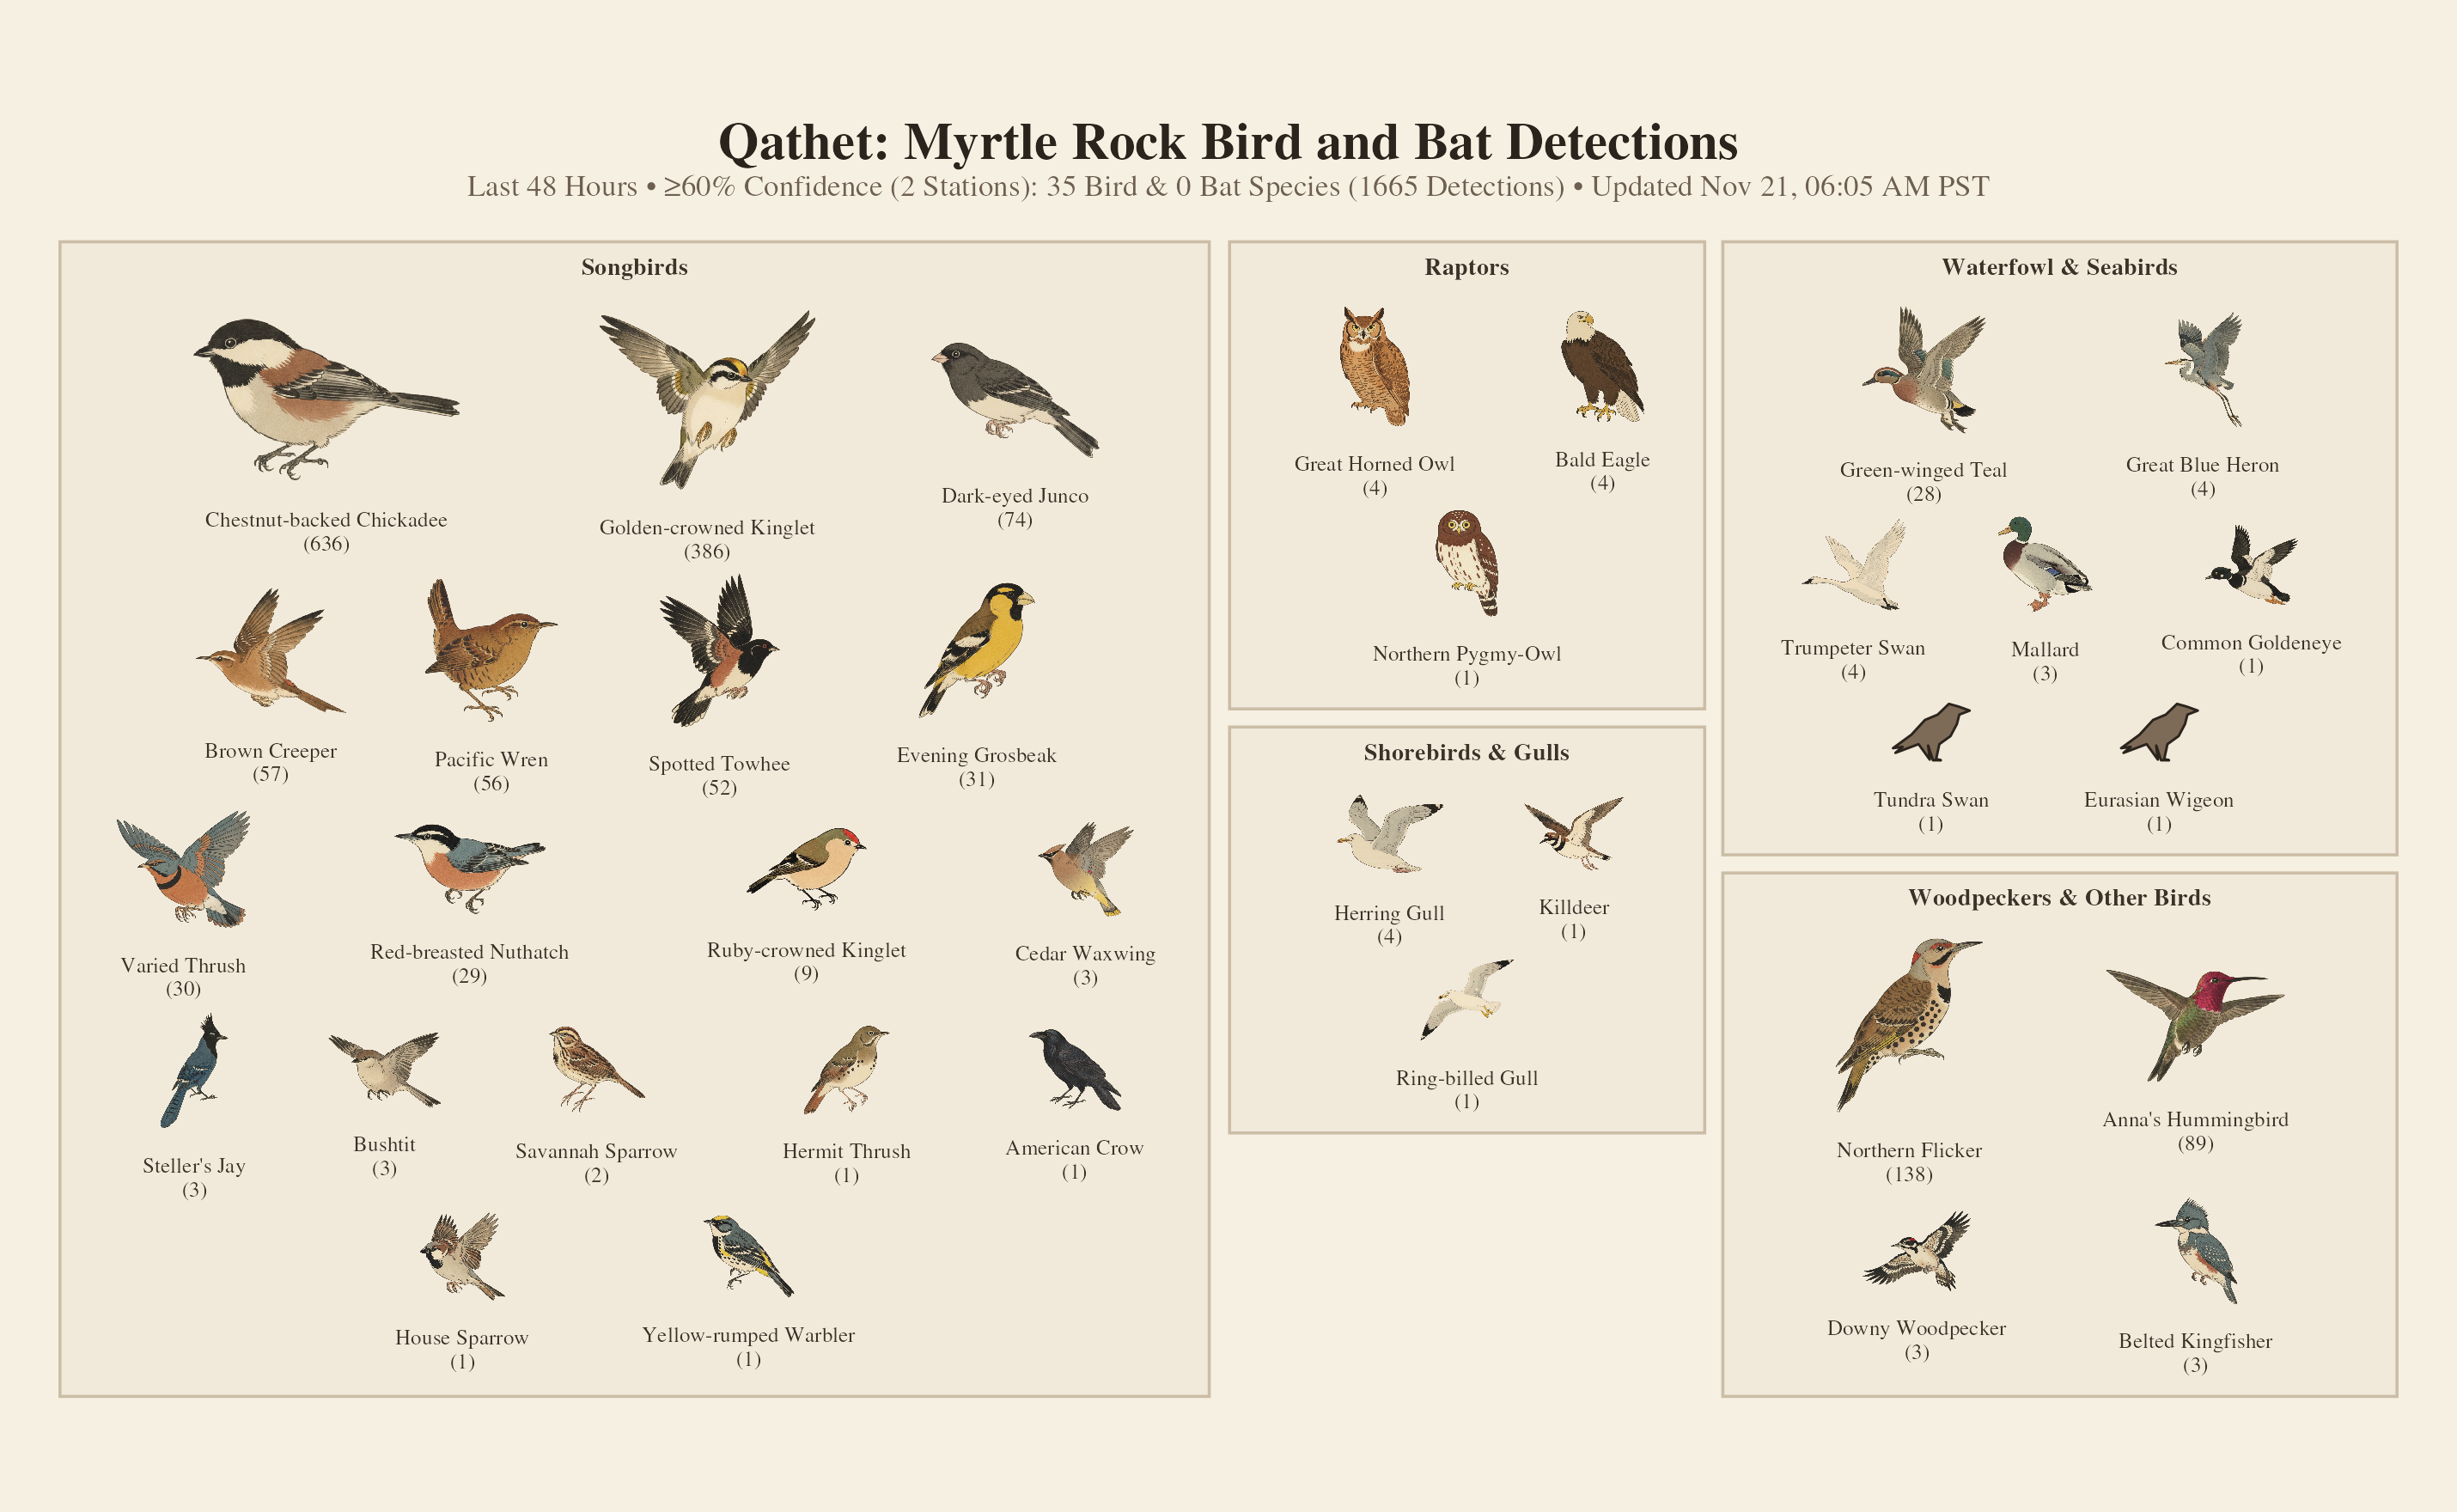 Qathet: Myrtle Rock Bird and Bat Detections
Last 48 Hours • ≥60% Confidence (2 Stations): 35 Bird & 0 Bat Species (1665 Detections) • Updated Nov 21, 06:05 AM PST
Songbirds
Chestnut-backed Chickadee
(636)
Golden-crowned Kinglet
(386)
Dark-eyed Junco
(74)
Brown Creeper
(57)
Pacific Wren
(56)
Spotted Towhee
(52)
Evening Grosbeak
(31)
Varied Thrush
(30)
Red-breasted Nuthatch
(29)
Ruby-crowned Kinglet
(9)
Cedar Waxwing
(3)
Steller's Jay
(3)
Bushtit
(3)
Savannah Sparrow
(2)
Hermit Thrush
(1)
American Crow
(1)
House Sparrow
(1)
Yellow-rumped Warbler
(1)
Raptors
Great Horned Owl
(4)
Bald Eagle
(4)
Northern Pygmy-Owl
(1)
Shorebirds & Gulls
Herring Gull
(4)
Killdeer
(1)
Ring-billed Gull
(1)
Waterfowl & Seabirds
Green-winged Teal
(28)
Great Blue Heron
(4)
Trumpeter Swan
(4)
Mallard
(3)
Common Goldeneye
(1)
Tundra Swan
(1)
Eurasian Wigeon
(1)
Woodpeckers & Other Birds
Northern Flicker
(138)
Anna's Hummingbird
(89)
Downy Woodpecker
(3)
Belted Kingfisher
(3)